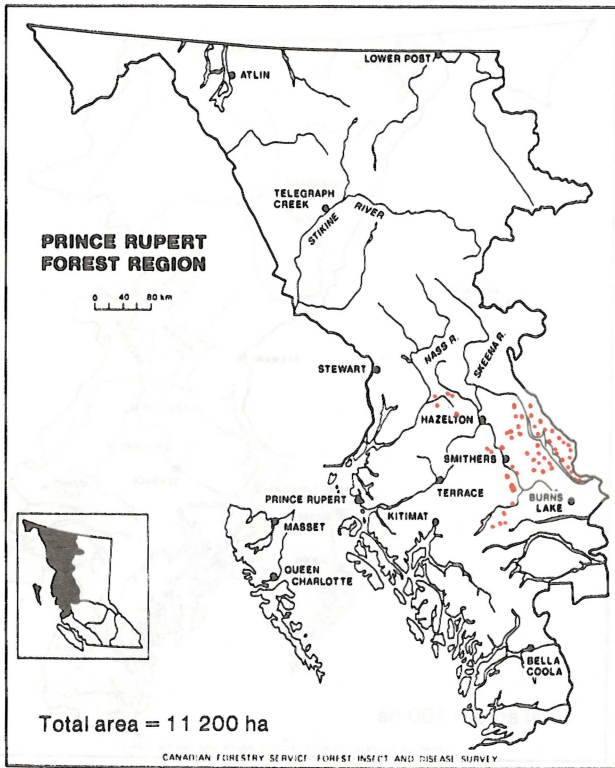 LOWER POST
ATLIN
TELEGRAPH
CREEK
STIKINE RIVER
PRINCE RUPERT
FOREST REGION
0 40 80 km
NASS R.
SKEENA R.
STEWART
HAZELTON
SMITHERS
TERRACE
BURNS
LAKE
PRINCE RUPERT
KITIMAT
MASSET
QUEEN
CHARLOTTE
BELLA
COOLA
Total area = 11 200 ha
CANADIAN FORESTRY SERVICE FOREST INSECT AND DISEASE SURVEY